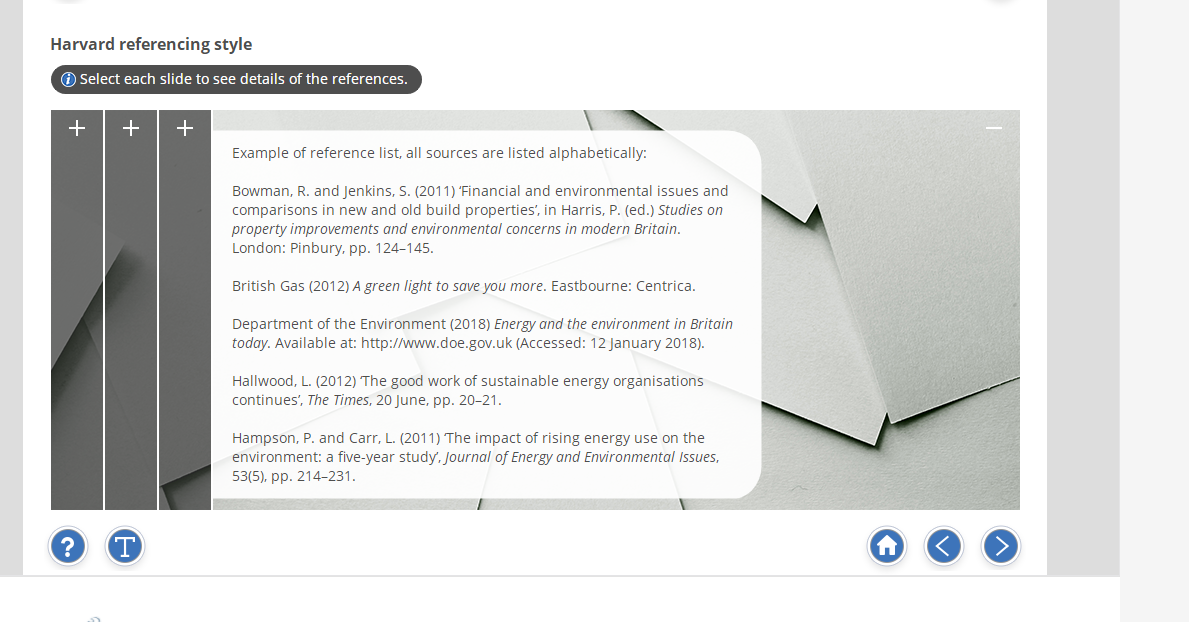 Harvard referencing style
Select each slide to see details of the references.
Example of reference list, all sources are listed alphabetically:
Bowman, R. and Jenkins, S. (2011) ‘Financial and environmental issues and
comparisons in new and old build properties’, in Harris, P. (ed.) Studies on
property improvements and environmental concerns in modern Britain.
London: Pinbury, pp. 124–145.
British Gas (2012) A green light to save you more. Eastbourne: Centrica.
Department of the Environment (2018) Energy and the environment in Britain
today. Available at: http://www.doe.gov.uk (Accessed: 12 January 2018).
Hallwood, L. (2012) ‘The good work of sustainable energy organisations
continues’, The Times, 20 June, pp. 20–21.
Hampson, P. and Carr, L. (2011) ‘The impact of rising energy use on the
environment: a five-year study’, Journal of Energy and Environmental Issues,
53(5), pp. 214–231.